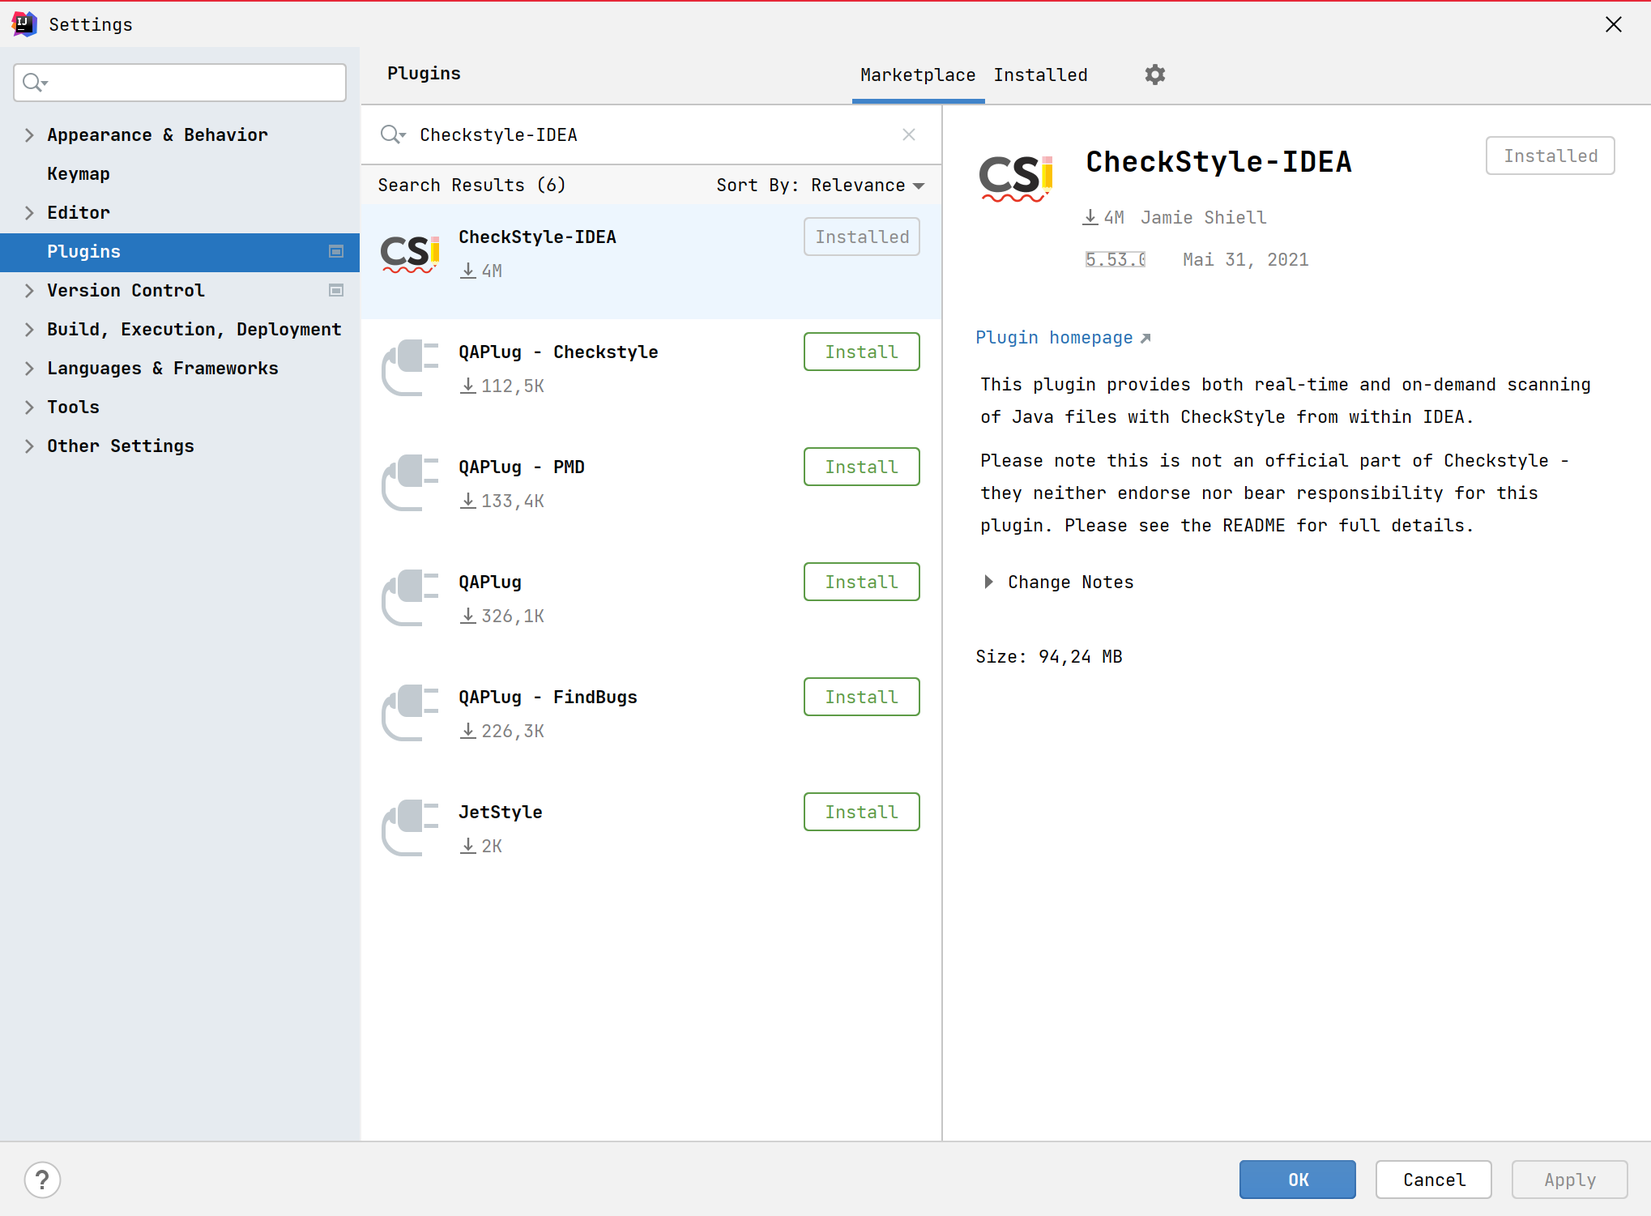 Settings
Appearance & Behavior
Keymap
Editor
Plugins
Version Control
Build, Execution, Deployment
Languages & Frameworks
Tools
Other Settings
Plugins
Marketplace Installed
Checkstyle-IDEA
Search Results (6) Sort By: Relevance
CheckStyle-IDEA Installed
4M
QAPlug - Checkstyle Install
112,5K
QAPlug - PMD Install
133,4K
QAPlug Install
326,1K
QAPlug - FindBugs Install
226,3K
JetStyle Install
2K
CheckStyle-IDEA Installed
4M Jamie Shiell
5.53.0 Mai 31, 2021
Plugin homepage
This plugin provides both real-time and on-demand scanning
of Java files with CheckStyle from within IDEA.
Please note this is not an official part of Checkstyle -
they neither endorse nor bear responsibility for this
plugin. Please see the README for full details.
Change Notes
Size: 94,24 MB
? OK Cancel Apply